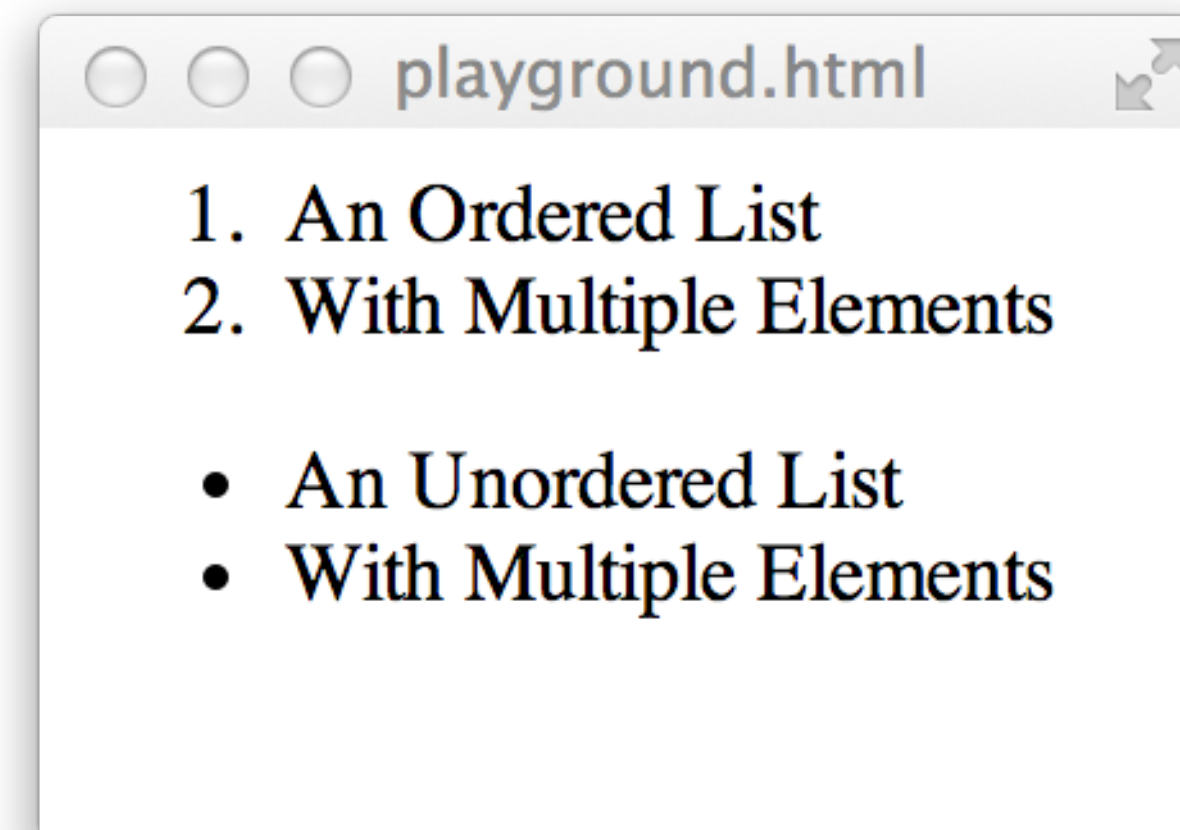 playground.html
1. An Ordered List
2. With Multiple Elements
• An Unordered List
• With Multiple Elements